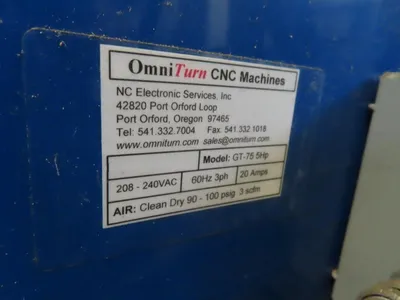 OmniTurn CNC Machines
NC Electronic Services, Inc
42820 Port Orford Loop
Port Orford, Oregon 97465
Tel: 541.332.7004 Fax: 541.332.1018
www.omniturn.com sales@omniturn.com
Model: GT-75 5Hp
208 - 240VAC 60Hz 3ph 20 Amps
AIR: Clean Dry 90 - 100 psig 3 scfm